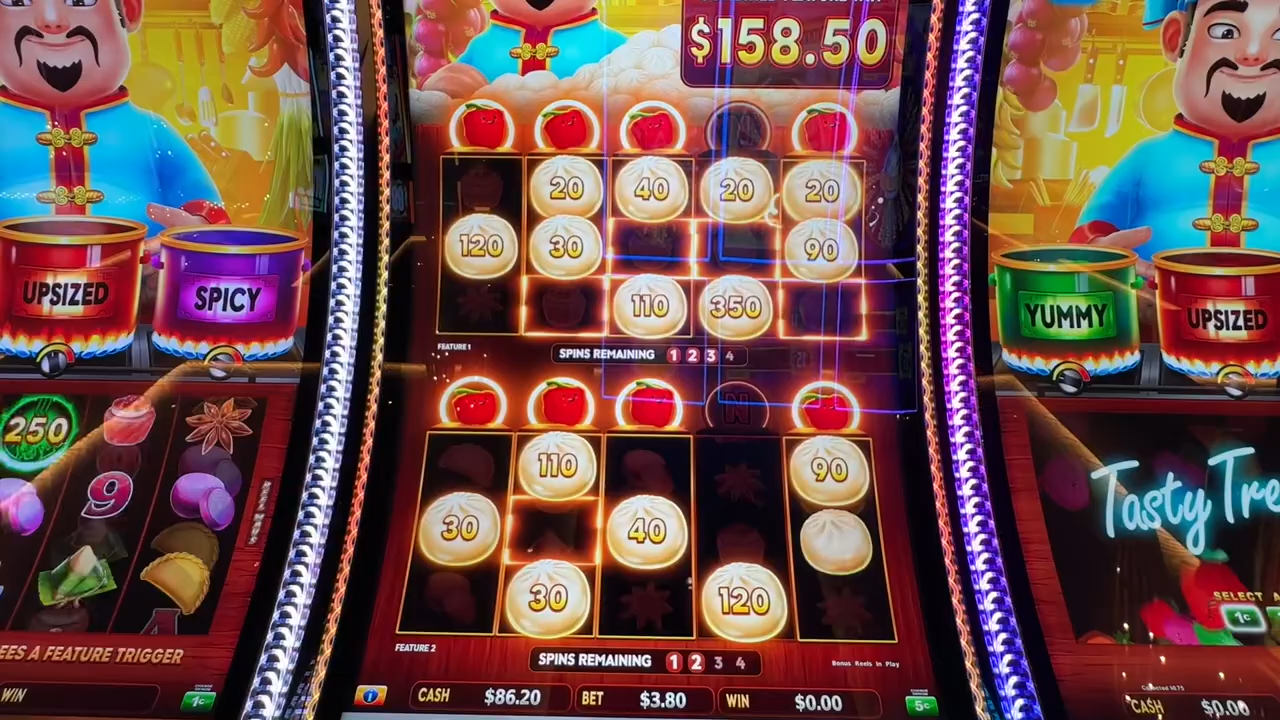 $158.50
20
40
20
20
120
30
90
110
350
FEATURE 1
SPINS REMAINING 1 2 3 4
N
110
90
30
40
30
120
FEATURE 2
SPINS REMAINING 1 2 3 4
Bonus Reels In Play
CASH $86.20 BET $3.80 WIN $0.00
5¢
UPSIZED
SPICY
250
9
A
EES A FEATURE TRIGGER
WIN
1¢
YUMMY
UPSIZED
Tasty Tre
SELECT A
1¢
CASH $0.00